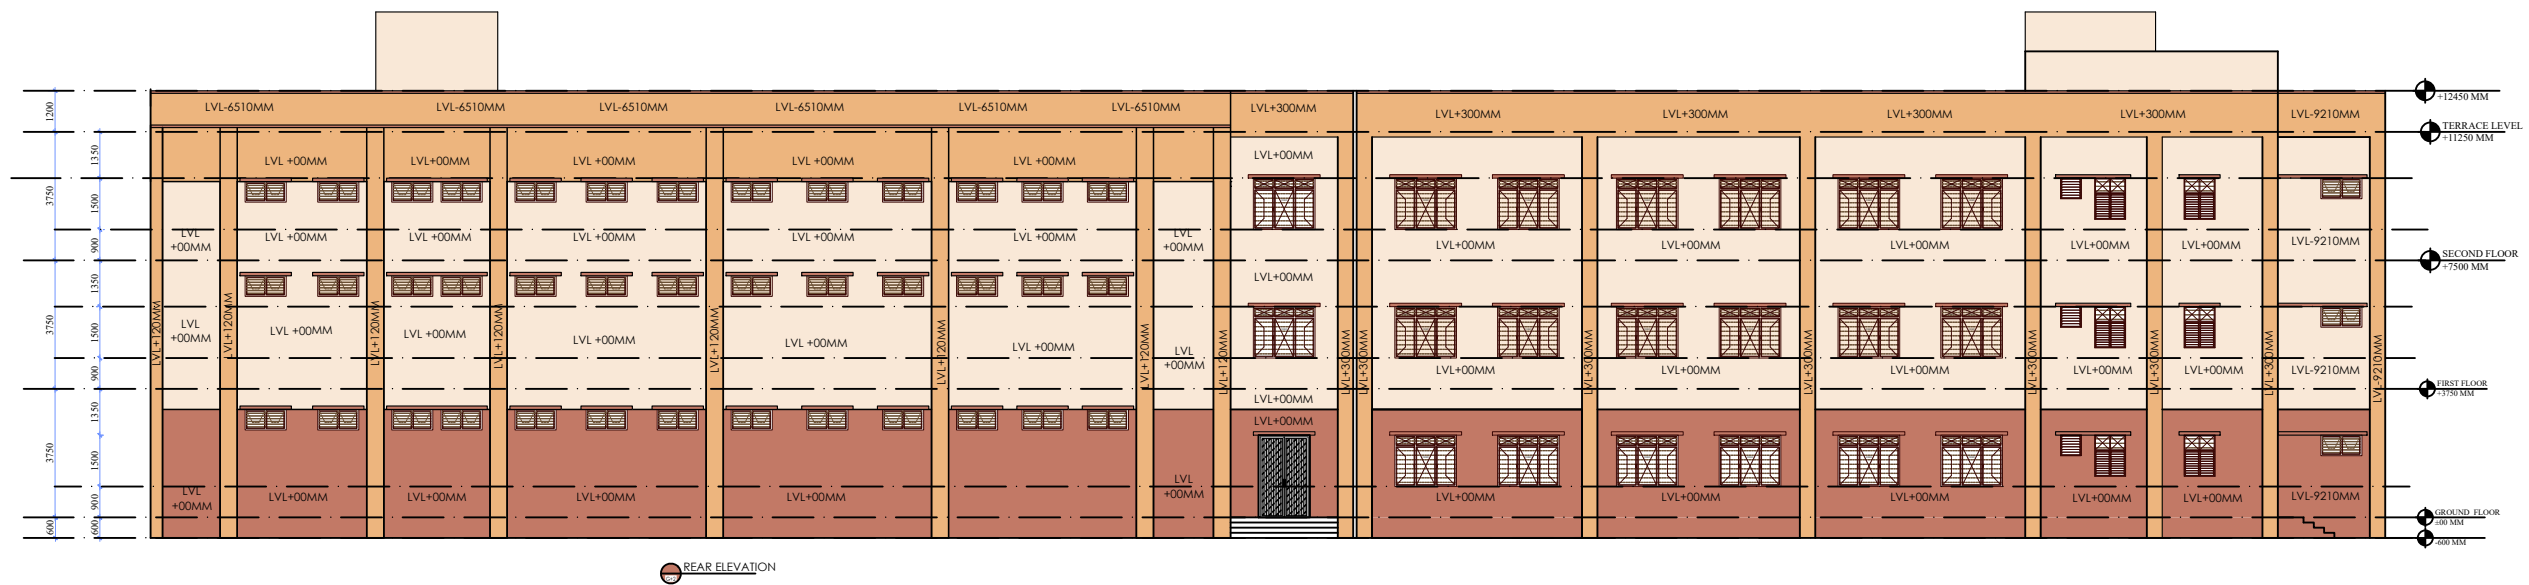 LVL-6510MM LVL-6510MM LVL-6510MM LVL-6510MM LVL-6510MM LVL-6510MM LVL+300MM LVL+300MM LVL+300MM LVL+300MM LVL+300MM LVL-9210MM
+12450 MM
TERRACE LEVEL
+11250 MM
LVL +00MM LVL+00MM LVL +00MM LVL +00MM LVL +00MM LVL+00MM
LVL +00MM LVL +00MM LVL +00MM LVL +00MM LVL +00MM
LVL
+00MM
LVL
+00MM
LVL+00MM LVL+00MM LVL+00MM LVL+00MM LVL+00MM LVL-9210MM
SECOND FLOOR
+7500 MM
LVL+00MM
LVL
+00MM
LVL +00MM LVL +00MM LVL +00MM LVL +00MM LVL +00MM
LVL
+00MM
LVL+00MM LVL+00MM LVL+00MM LVL+00MM LVL+00MM LVL-9210MM
FIRST FLOOR
+3750 MM
LVL+00MM
LVL+00MM
LVL+120MM
LVL+120MM
LVL+120MM
LVL+120MM
LVL+120MM
LVL+120MM
LVL+120MM
LVL+120MM
LVL+300MM
LVL+300MM
LVL+300MM
LVL+300MM
LVL+300MM
LVL+300MM
LVL+300MM
LVL-9210MM
LVL
+00MM
LVL+00MM LVL+00MM LVL+00MM LVL+00MM
LVL
+00MM
LVL+00MM LVL+00MM LVL+00MM LVL+00MM LVL+00MM LVL-9210MM
GROUND FLOOR
±00 MM
-600 MM
1200
3750
3750
3750
600
1350
1500
900
1350
1500
900
1350
1500
900
600
REAR ELEVATION